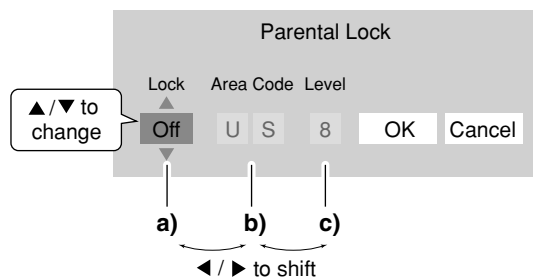 Parental Lock
Lock Area Code Level
▲/▼ to
change
Off U S 8 OK Cancel
a) b) c)
◀ / ▶ to shift